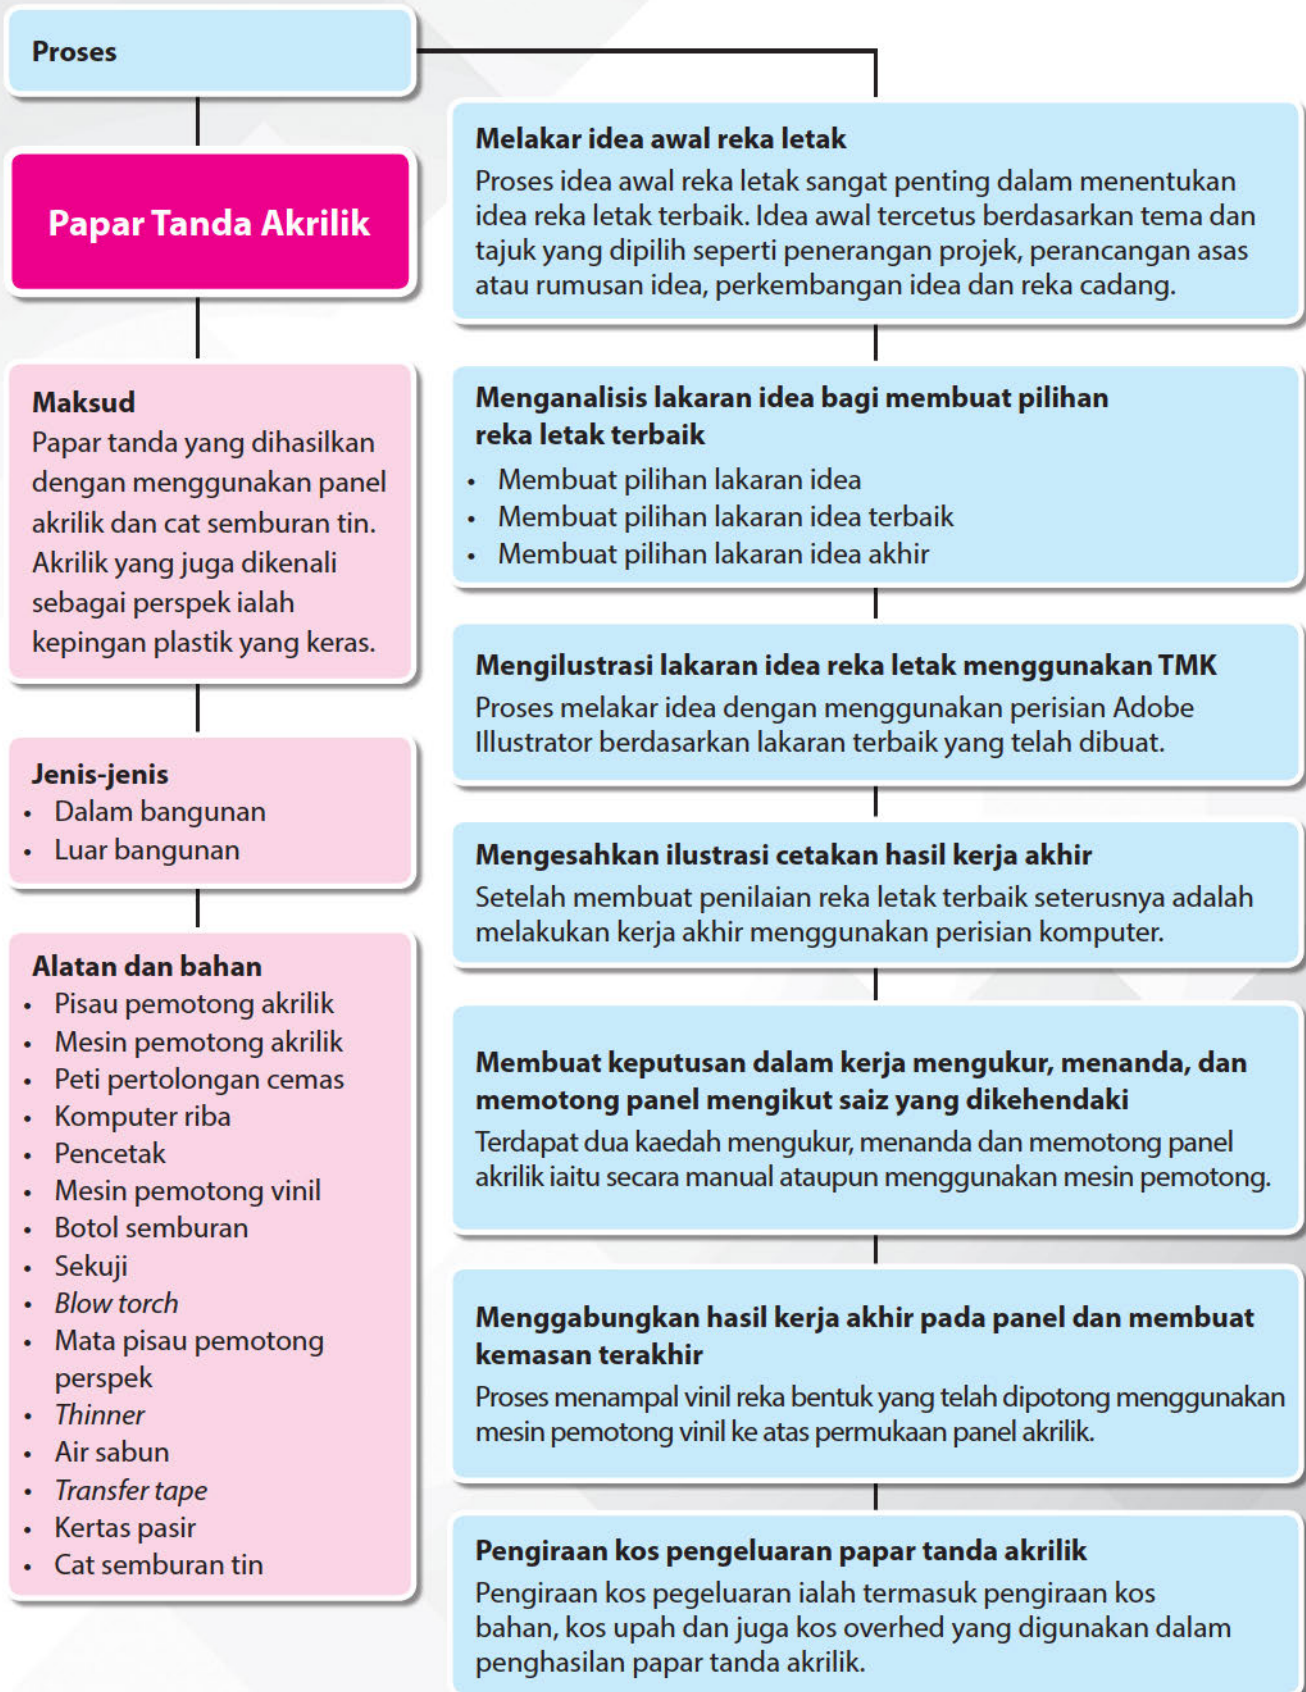 Proses
Papar Tanda Akrilik
Maksud
Papar tanda yang dihasilkan
dengan menggunakan panel
akrilik dan cat semburan tin.
Akrilik yang juga dikenali
sebagai perspek ialah
kepingan plastik yang keras.
Jenis-jenis
• Dalam bangunan
• Luar bangunan
Alatan dan bahan
• Pisau pemotong akrilik
• Mesin pemotong akrilik
• Peti pertolongan cemas
• Komputer riba
• Pencetak
• Mesin pemotong vinil
• Botol semburan
• Sekuji
• Blow torch
• Mata pisau pemotong
perspek
• Thinner
• Air sabun
• Transfer tape
• Kertas pasir
• Cat semburan tin
Melakar idea awal reka letak
Proses idea awal reka letak sangat penting dalam menentukan
idea reka letak terbaik. Idea awal tercetus berdasarkan tema dan
tajuk yang dipilih seperti penerangan projek, perancangan asas
atau rumusan idea, perkembangan idea dan reka cadang.
Menganalisis lakaran idea bagi membuat pilihan
reka letak terbaik
• Membuat pilihan lakaran idea
• Membuat pilihan lakaran idea terbaik
• Membuat pilihan lakaran idea akhir
Mengilustrasi lakaran idea reka letak menggunakan TMK
Proses melakar idea dengan menggunakan perisian Adobe
Illustrator berdasarkan lakaran terbaik yang telah dibuat.
Mengesahkan ilustrasi cetakan hasil kerja akhir
Setelah membuat penilaian reka letak terbaik seterusnya adalah
melakukan kerja akhir menggunakan perisian komputer.
Membuat keputusan dalam kerja mengukur, menanda, dan
memotong panel mengikut saiz yang dikehendaki
Terdapat dua kaedah mengukur, menanda dan memotong panel
akrilik iaitu secara manual ataupun menggunakan mesin pemotong.
Menggabungkan hasil kerja akhir pada panel dan membuat
kemasan terakhir
Proses menampal vinil reka bentuk yang telah dipotong menggunakan
mesin pemotong vinil ke atas permukaan panel akrilik.
Pengiraan kos pengeluaran papar tanda akrilik
Pengiraan kos pegeluaran ialah termasuk pengiraan kos
bahan, kos upah dan juga kos overhed yang digunakan dalam
penghasilan papar tanda akrilik.